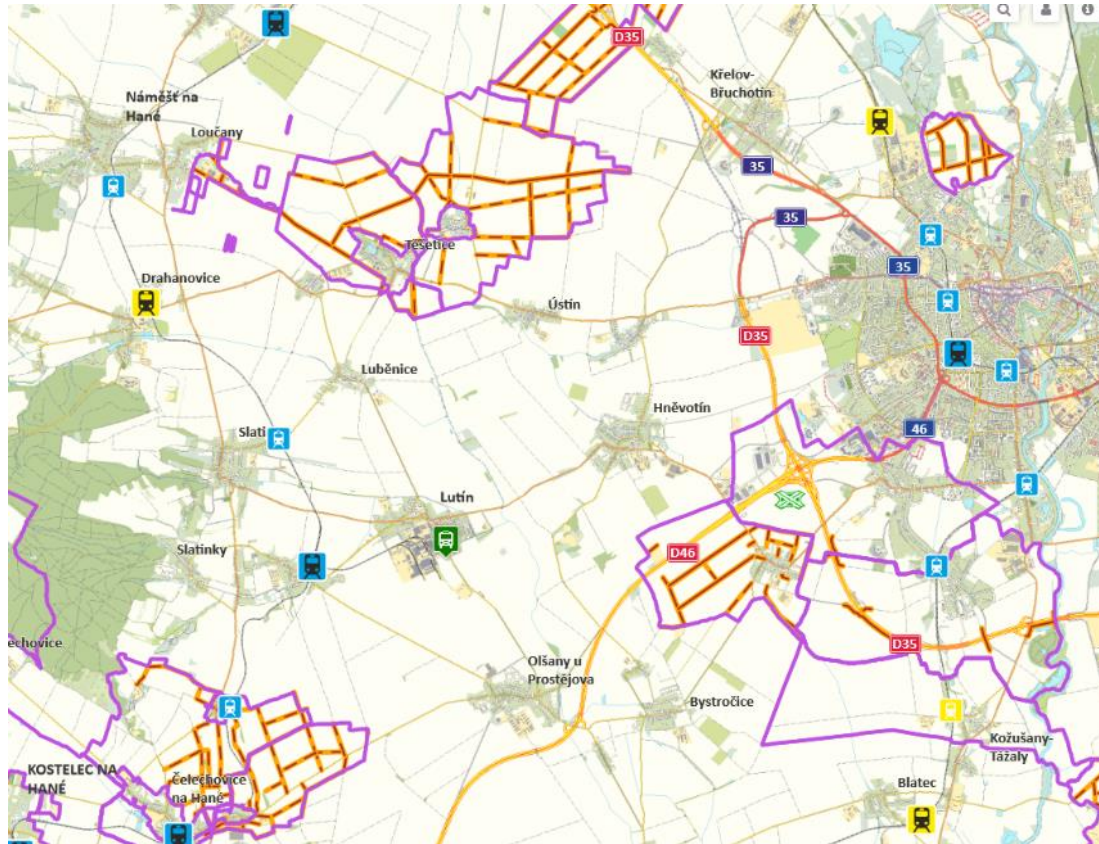 D35
Křelov-
Břuchotín
Náměšť na
Hané
Loučany
35
35
35
Těšetice
Drahanovice
Ústín
D35
Luběnice
Hněvotín
46
Slati
Lutín
Slatinky
D46
echovice
D35
Olšany u
Prostějova
Bystročice
Kožušany-
Tážaly
KOSTELEC NA
HANÉ
Čelechovice
na Hané
Blatec